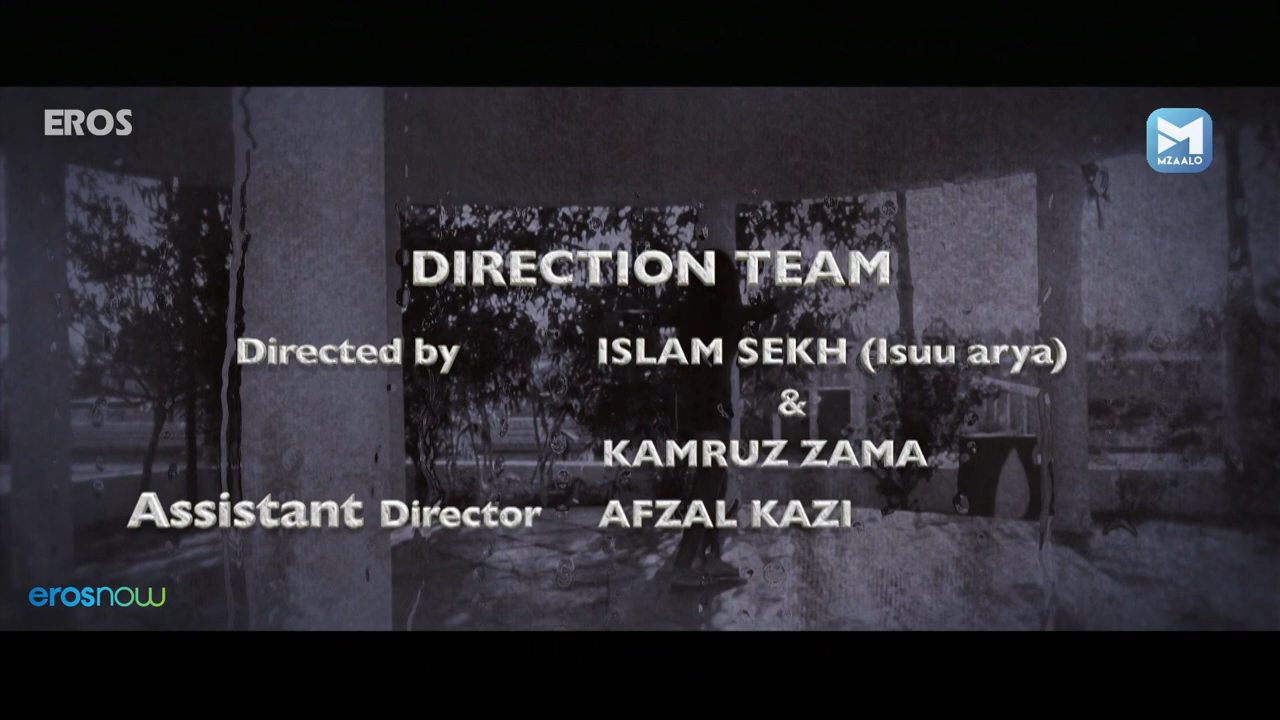 EROS
MZAALO
DIRECTION TEAM
Directed by ISLAM SEKH (Isuu arya)
&
KAMRUZ ZAMA
Assistant Director AFZAL KAZI
erosnow